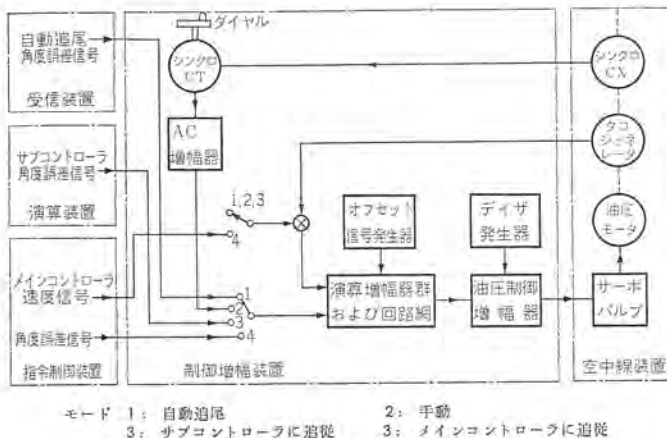 ダイヤル
自動追尾
角度誤差信号
受信装置
シンクロ
CT
シンクロ
CX
AC
増幅器
タコ
ジェネ
レータ
サブコントローラ
角度誤差信号
演算装置
1,2,3
4
オフセット
信号発生器
ディザ
発生器
油圧
モータ
メインコントローラ
速度信号
角度誤差信号
指令制御装置
1
2
3
4
演算増幅器群
および回路網
油圧制御
増幅器
サーボ
バルブ
制御増幅装置
空中線装置
モード 1: 自動追尾 2: 手動
3: サブコントローラに追従 3: メインコントローラに追従